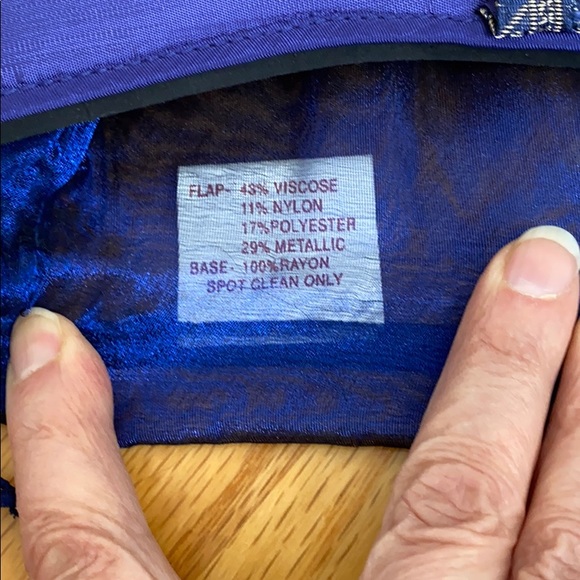 FLAP- 43% VISCOSE
11% NYLON
17%POLYESTER
29% METALLIC
BASE- 100%RAYON
SPOT CLEAN ONLY